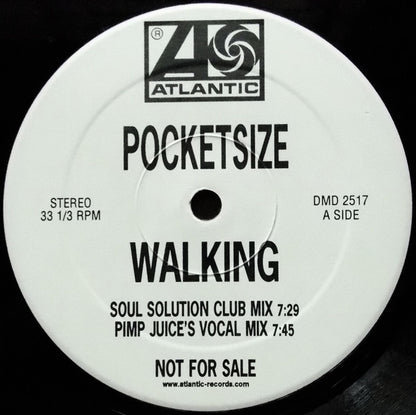 ®
ATLANTIC
POCKETSIZE
STEREO
33 1/3 RPM
DMD 2517
A SIDE
WALKING
SOUL SOLUTION CLUB MIX 7:29
PIMP JUICE'S VOCAL MIX 7:45
NOT FOR SALE
www.atlantic-records.com